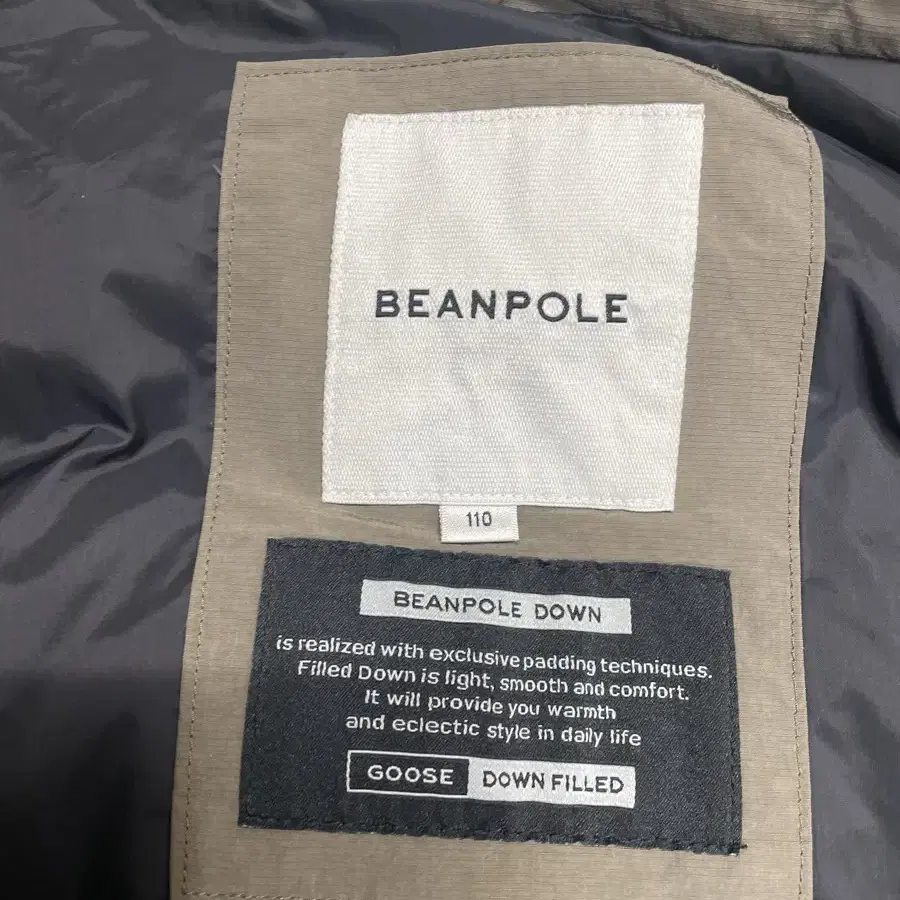 BEANPOLE
110
BEANPOLE DOWN
is realized with exclusive padding techniques.
Filled Down is light, smooth and comfort.
It will provide you warmth
and eclectic style in daily life
GOOSE DOWN FILLED